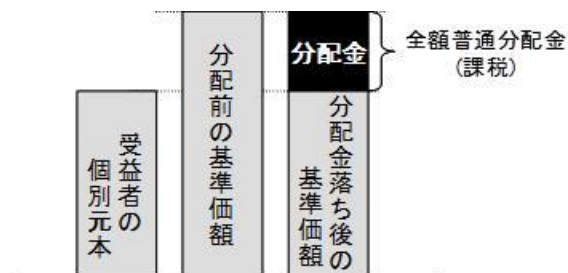 受益者の
個別元本
分配前の基準価額
分配金
分配金落ち後の
基準価額
全額普通分配金
(課税)